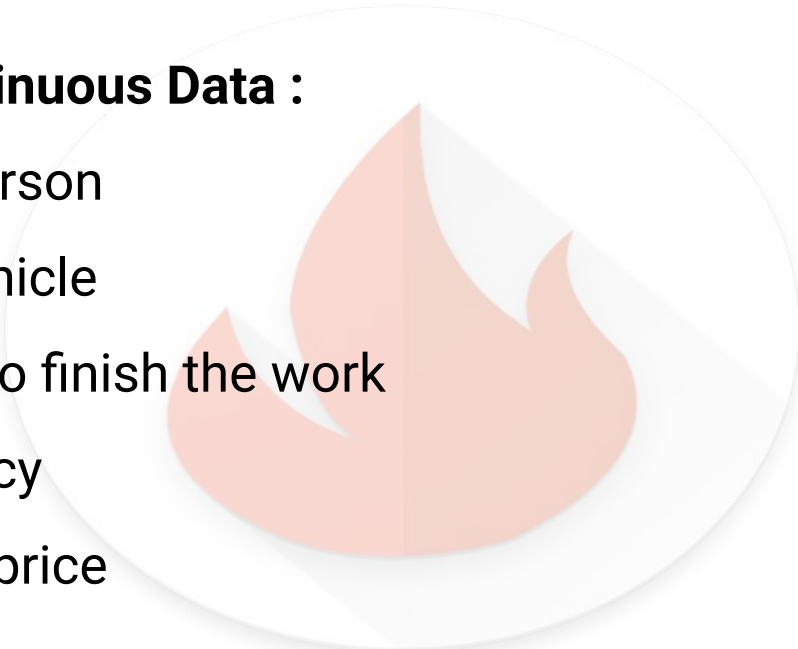 inuous Data :
rson
nicle
o finish the work
cy
price